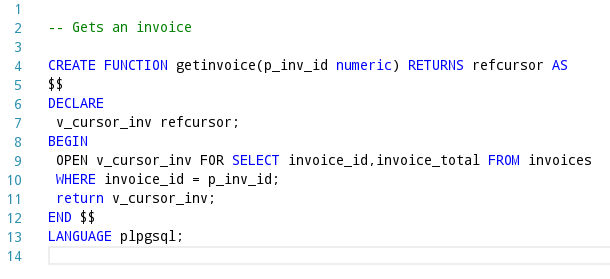 1
2 -- Gets an invoice
3
4 CREATE FUNCTION getinvoice(p_inv_id numeric) RETURNS refcursor AS
5 $$
6 DECLARE
7 v_cursor_inv refcursor;
8 BEGIN
9 OPEN v_cursor_inv FOR SELECT invoice_id,invoice_total FROM invoices
10 WHERE invoice_id = p_inv_id;
11 return v_cursor_inv;
12 END $$
13 LANGUAGE plpgsql;
14